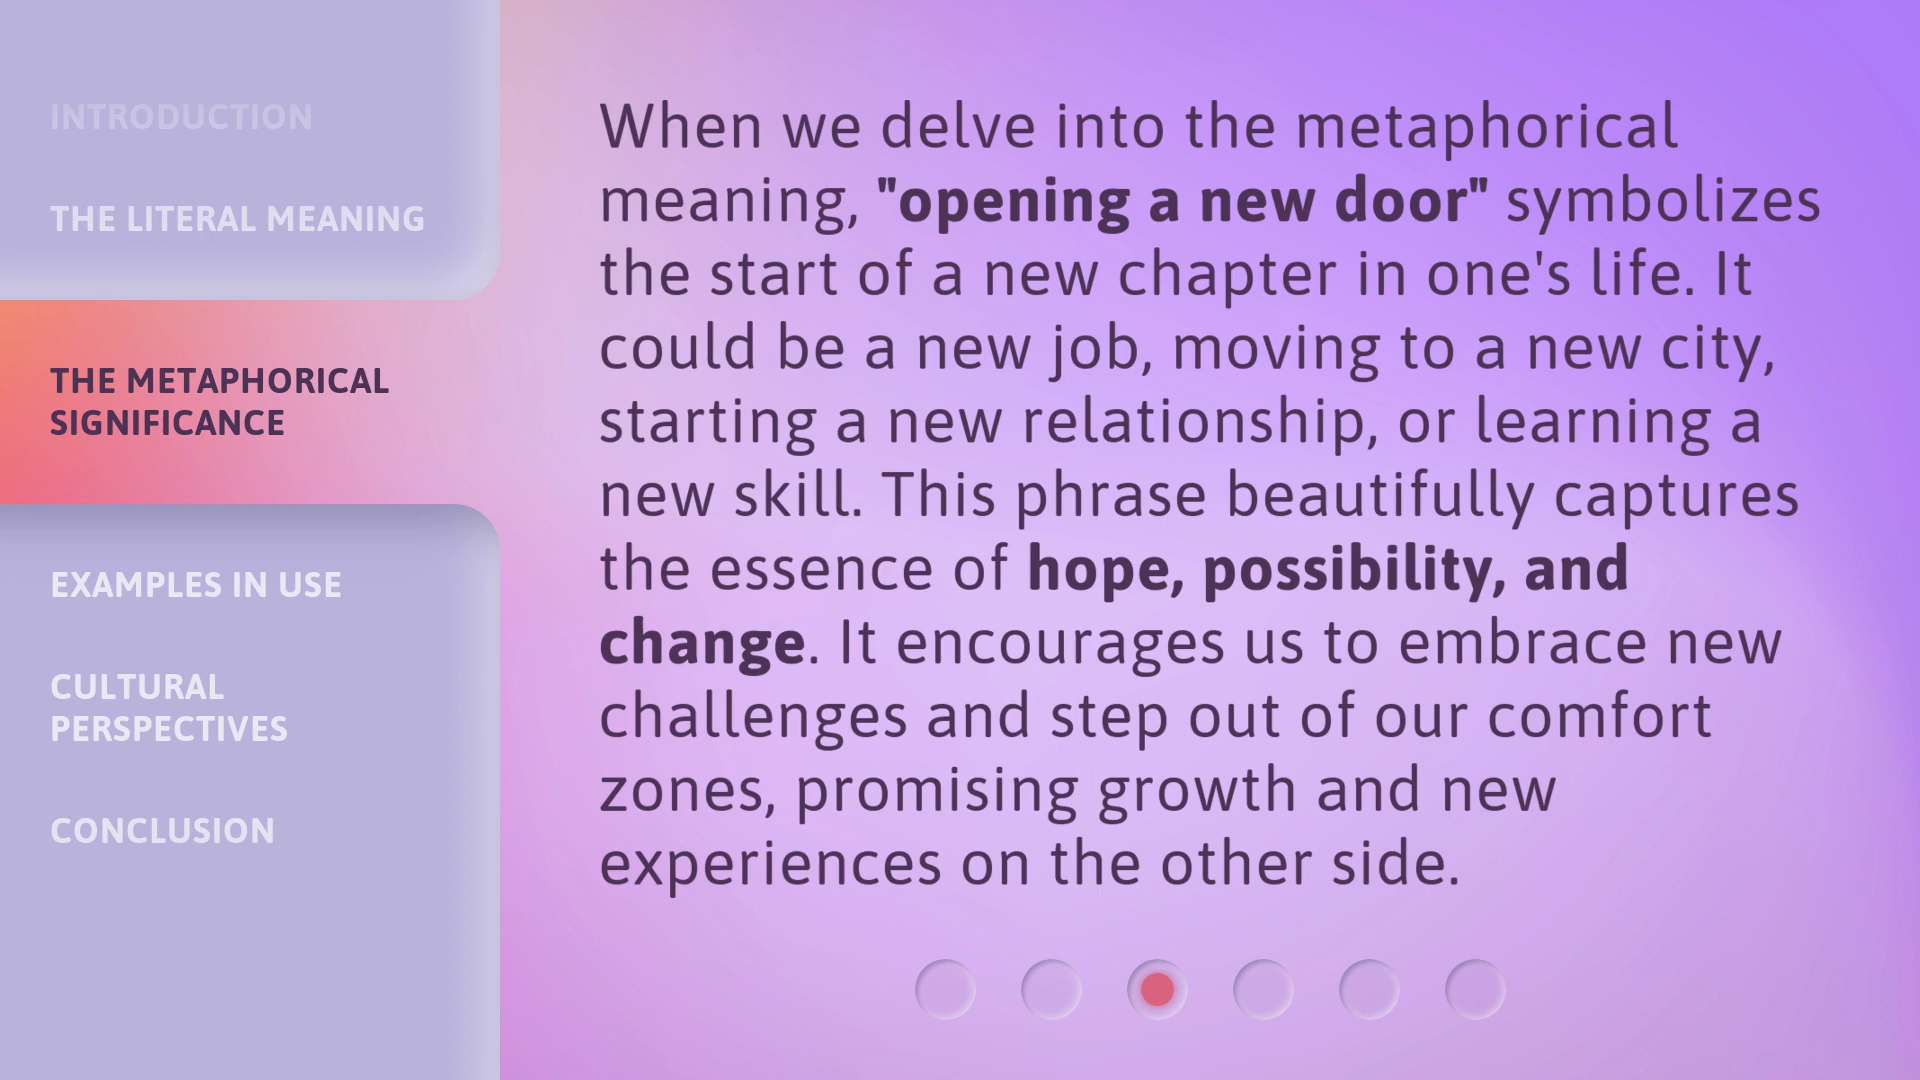 INTRODUCTION
THE LITERAL MEANING
THE METAPHORICAL
SIGNIFICANCE
EXAMPLES IN USE
CULTURAL
PERSPECTIVES
CONCLUSION
When we delve into the metaphorical
meaning, "opening a new door" symbolizes
the start of a new chapter in one's life. It
could be a new job, moving to a new city,
starting a new relationship, or learning a
new skill. This phrase beautifully captures
the essence of hope, possibility, and
change. It encourages us to embrace new
challenges and step out of our comfort
zones, promising growth and new
experiences on the other side.